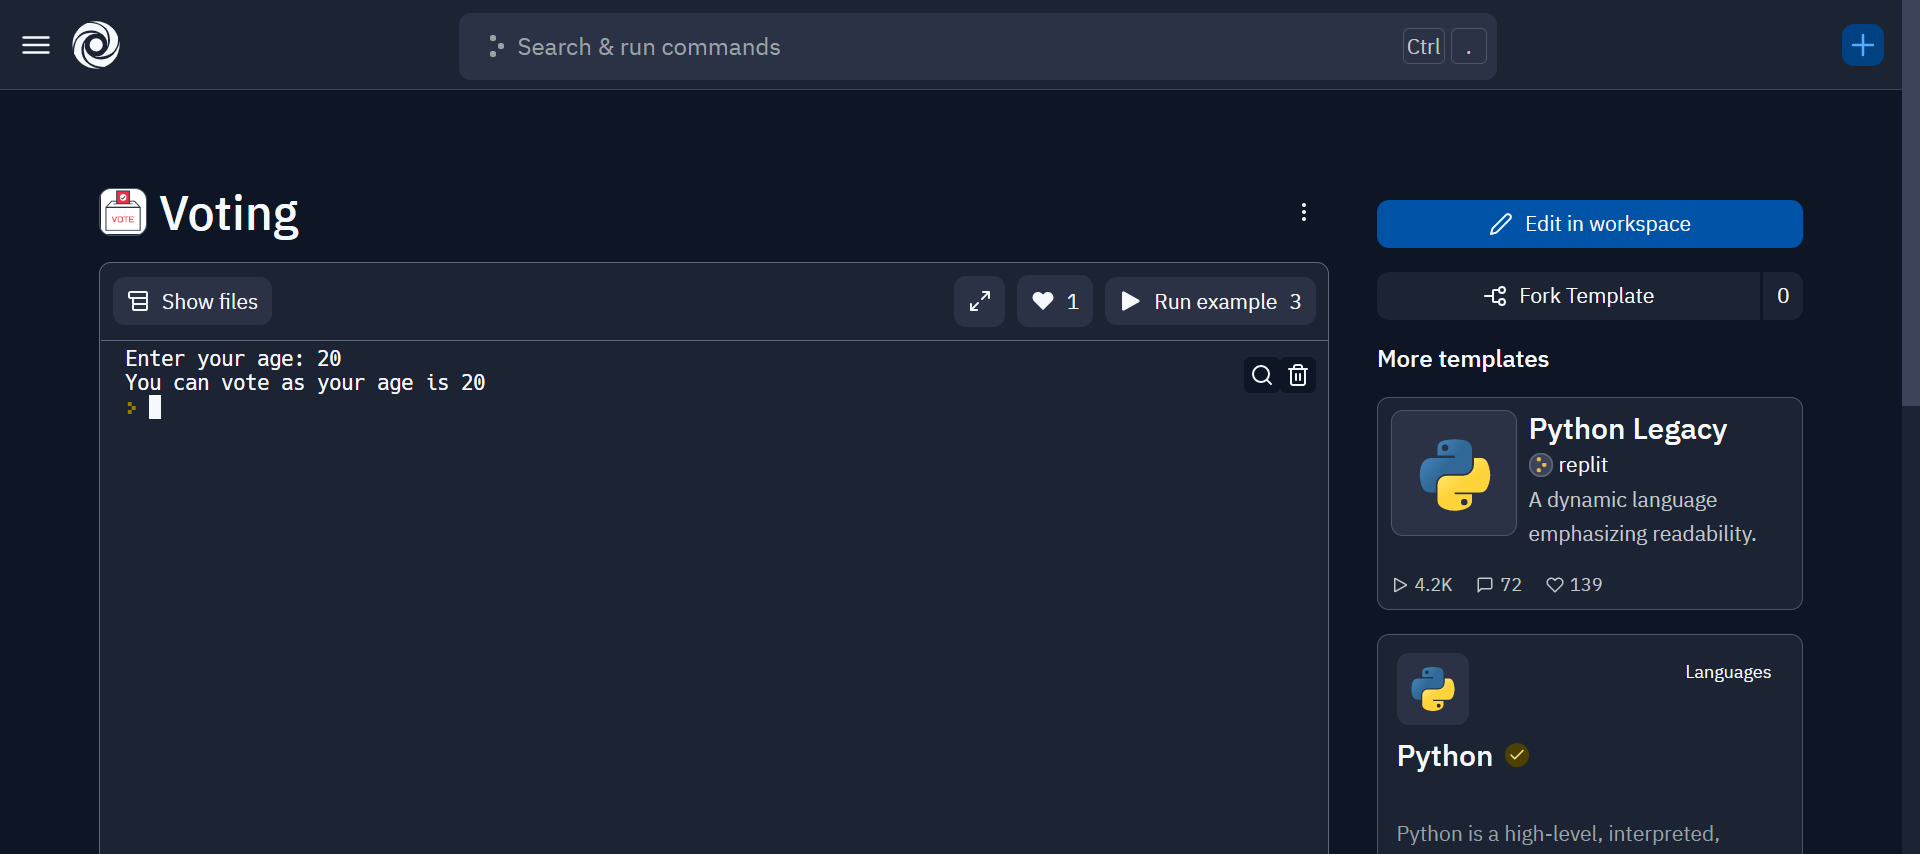 Search & run commands
Ctrl .
VOTE
Voting
Show files
1
Run example 3
Enter your age: 20
You can vote as your age is 20
Edit in workspace
Fork Template 0
More templates
Python Legacy
replit
A dynamic language
emphasizing readability.
4.2K 72 139
Languages
Python
Python is a high-level, interpreted,